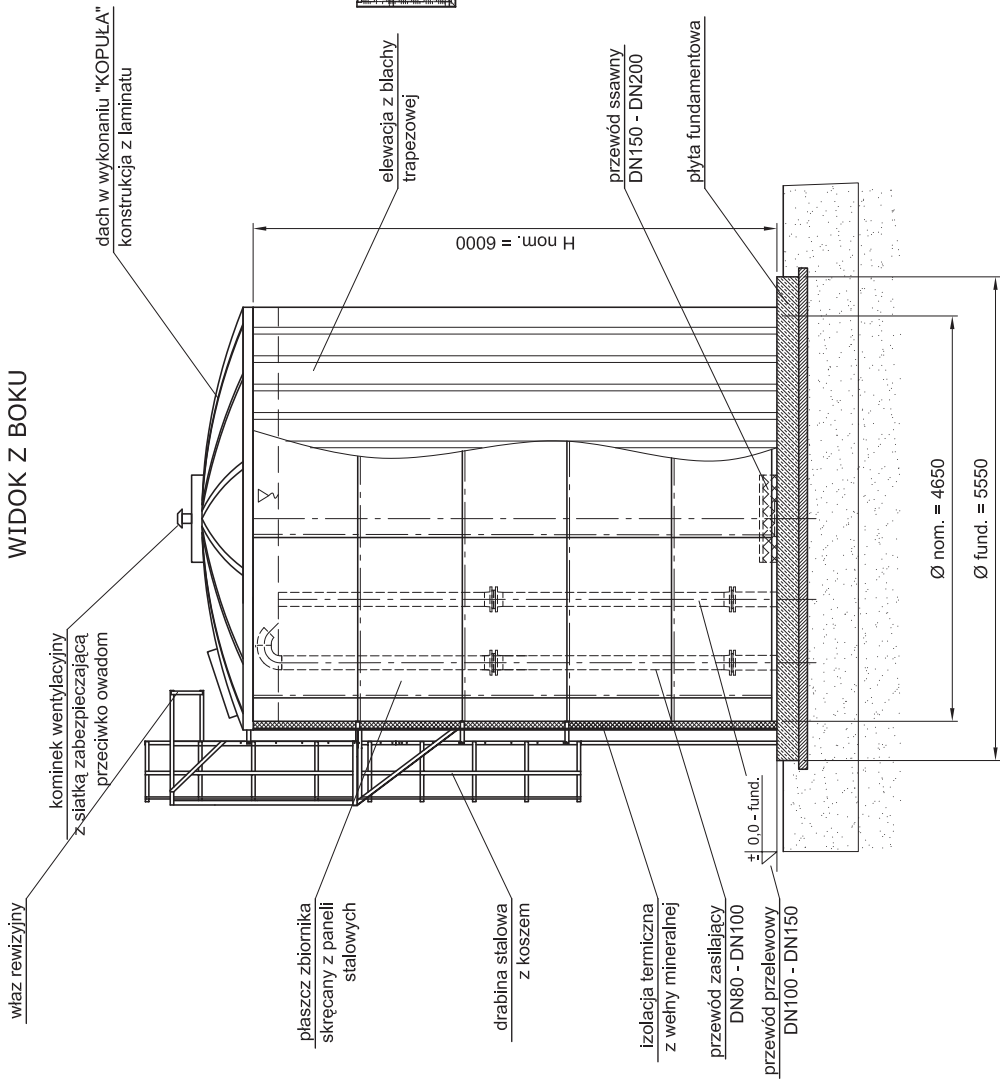 WIDOK Z BOKU
właz rewizyjny
kominek wentylacyjny
z siatką zabezpieczającą
przeciwko owadom
dach w wykonaniu "KOPUŁA"
konstrukcja z laminatu
elewacja z blachy
trapezowej
przewód ssawny
DN150 - DN200
płyta fundamentowa
H nom. = 6000
płaszcz zbiornika
skręcany z paneli
stalowych
drabina stalowa
z koszem
izolacja termiczna
z wełny mineralnej
przewód zasilający
DN80 - DN100
przewód przelewowy
DN100 - DN150
± 0,0 - fund.
Ø nom. = 4650
Ø fund. = 5550